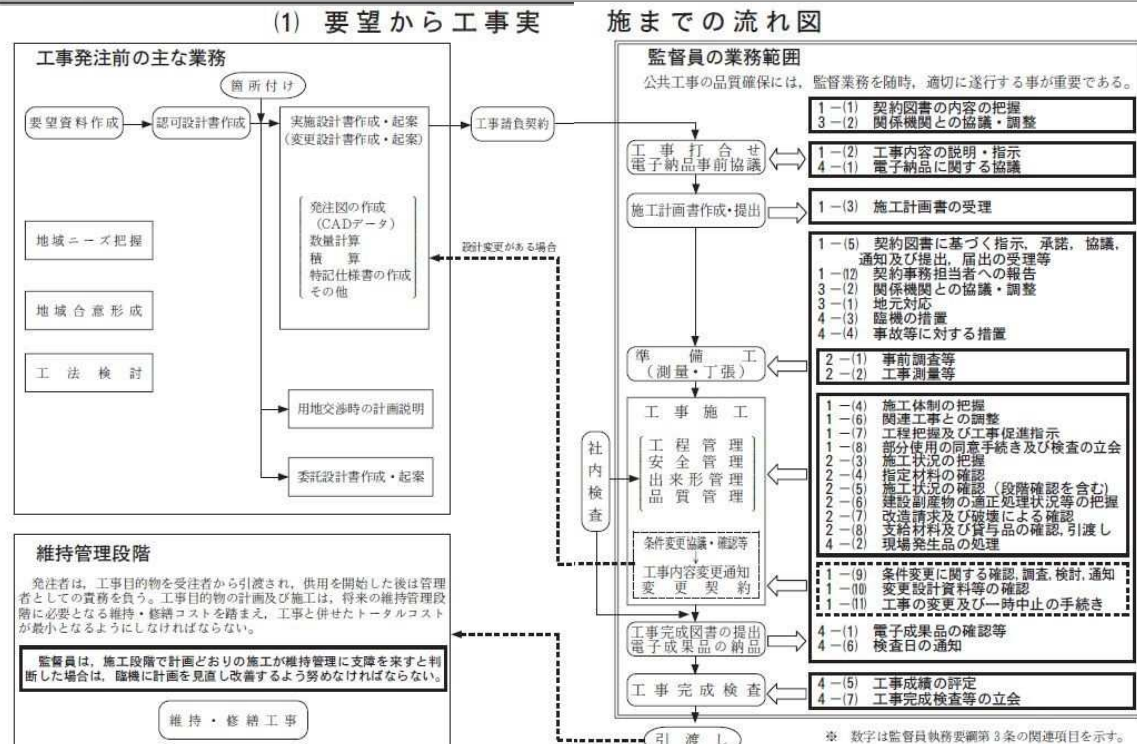 (1) 要望から工事実施までの流れ図
工事発注前の主な業務
箇所付け
要望資料作成
認可設計書作成
実施設計書作成・起案
(変更設計書作成・起案)
工事請負契約
発注図の作成
(CADデータ)
数量計算
積算
特記仕様書の作成
その他
地域ニーズ把握
地域合意形成
工法検討
設計変更がある場合
用地交渉時の計画説明
委託設計書作成・起案
維持管理段階
発注者は，工事目的物を受注者から引渡され，供用を開始した後は管理
者としての責務を負う。工事目的物の計画及び施工は，将来の維持管理段
階に必要となる維持・修繕コストを踏まえ，工事と併せたトータルコスト
が最小となるようにしなければならない。
監督員は，施工段階で計画どおりの施工が維持管理に支障を来すと判
断した場合は，臨機に計画を見直し改善するよう努めなければならない。
維持・修繕工事
監督員の業務範囲
公共工事の品質確保には，監督業務を随時，適切に遂行する事が重要である。
1－(1) 契約図書の内容の把握
3－(2) 関係機関との協議・調整
工事打合せ
電子納品事前協議
1－(2) 工事内容の説明・指示
4－(1) 電子納品に関する協議
施工計画書作成・提出
1－(3) 施工計画書の受理
1－(5) 契約図書に基づく指示，承諾，協議，
通知及び提出，届出の受理等
1－(12) 契約事務担当者への報告
3－(2) 関係機関との協議・調整
3－(1) 地元対応
4－(3) 臨機の措置
4－(4) 事故等に対する措置
準備工
(測量・丁張)
2－(1) 事前調査等
2－(2) 工事測量等
社内検査
工事施工
工程管理
安全管理
出来形管理
品質管理
1－(4) 施工体制の把握
1－(6) 関連工事との調整
1－(7) 工程把握及び工事促進指示
1－(8) 部分使用の同意手続き及び検査の立会
2－(3) 施工状況の把握
2－(4) 指定材料の確認
2－(5) 施工状況の確認（段階確認を含む）
2－(6) 建設副産物の適正処理状況等の把握
2－(7) 改造請求及び破壊による確認
2－(8) 支給材料及び貸与品の確認，引渡し
4－(2) 現場発生品の処理
条件変更協議・確認等
工事内容変更通知
変更契約
1－(9) 条件変更に関する確認，調査，検討，通知
1－(10) 変更設計資料等の確認
1－(11) 工事の変更及び一時中止の手続き
工事完成図書の提出
電子成果品の納品
4－(1) 電子成果品の確認等
4－(6) 検査日の通知
工事完成検査
4－(5) 工事成績の評定
4－(7) 工事完成検査等の立会
引渡し
※ 数字は監督員執務要綱第3条の関連項目を示す。